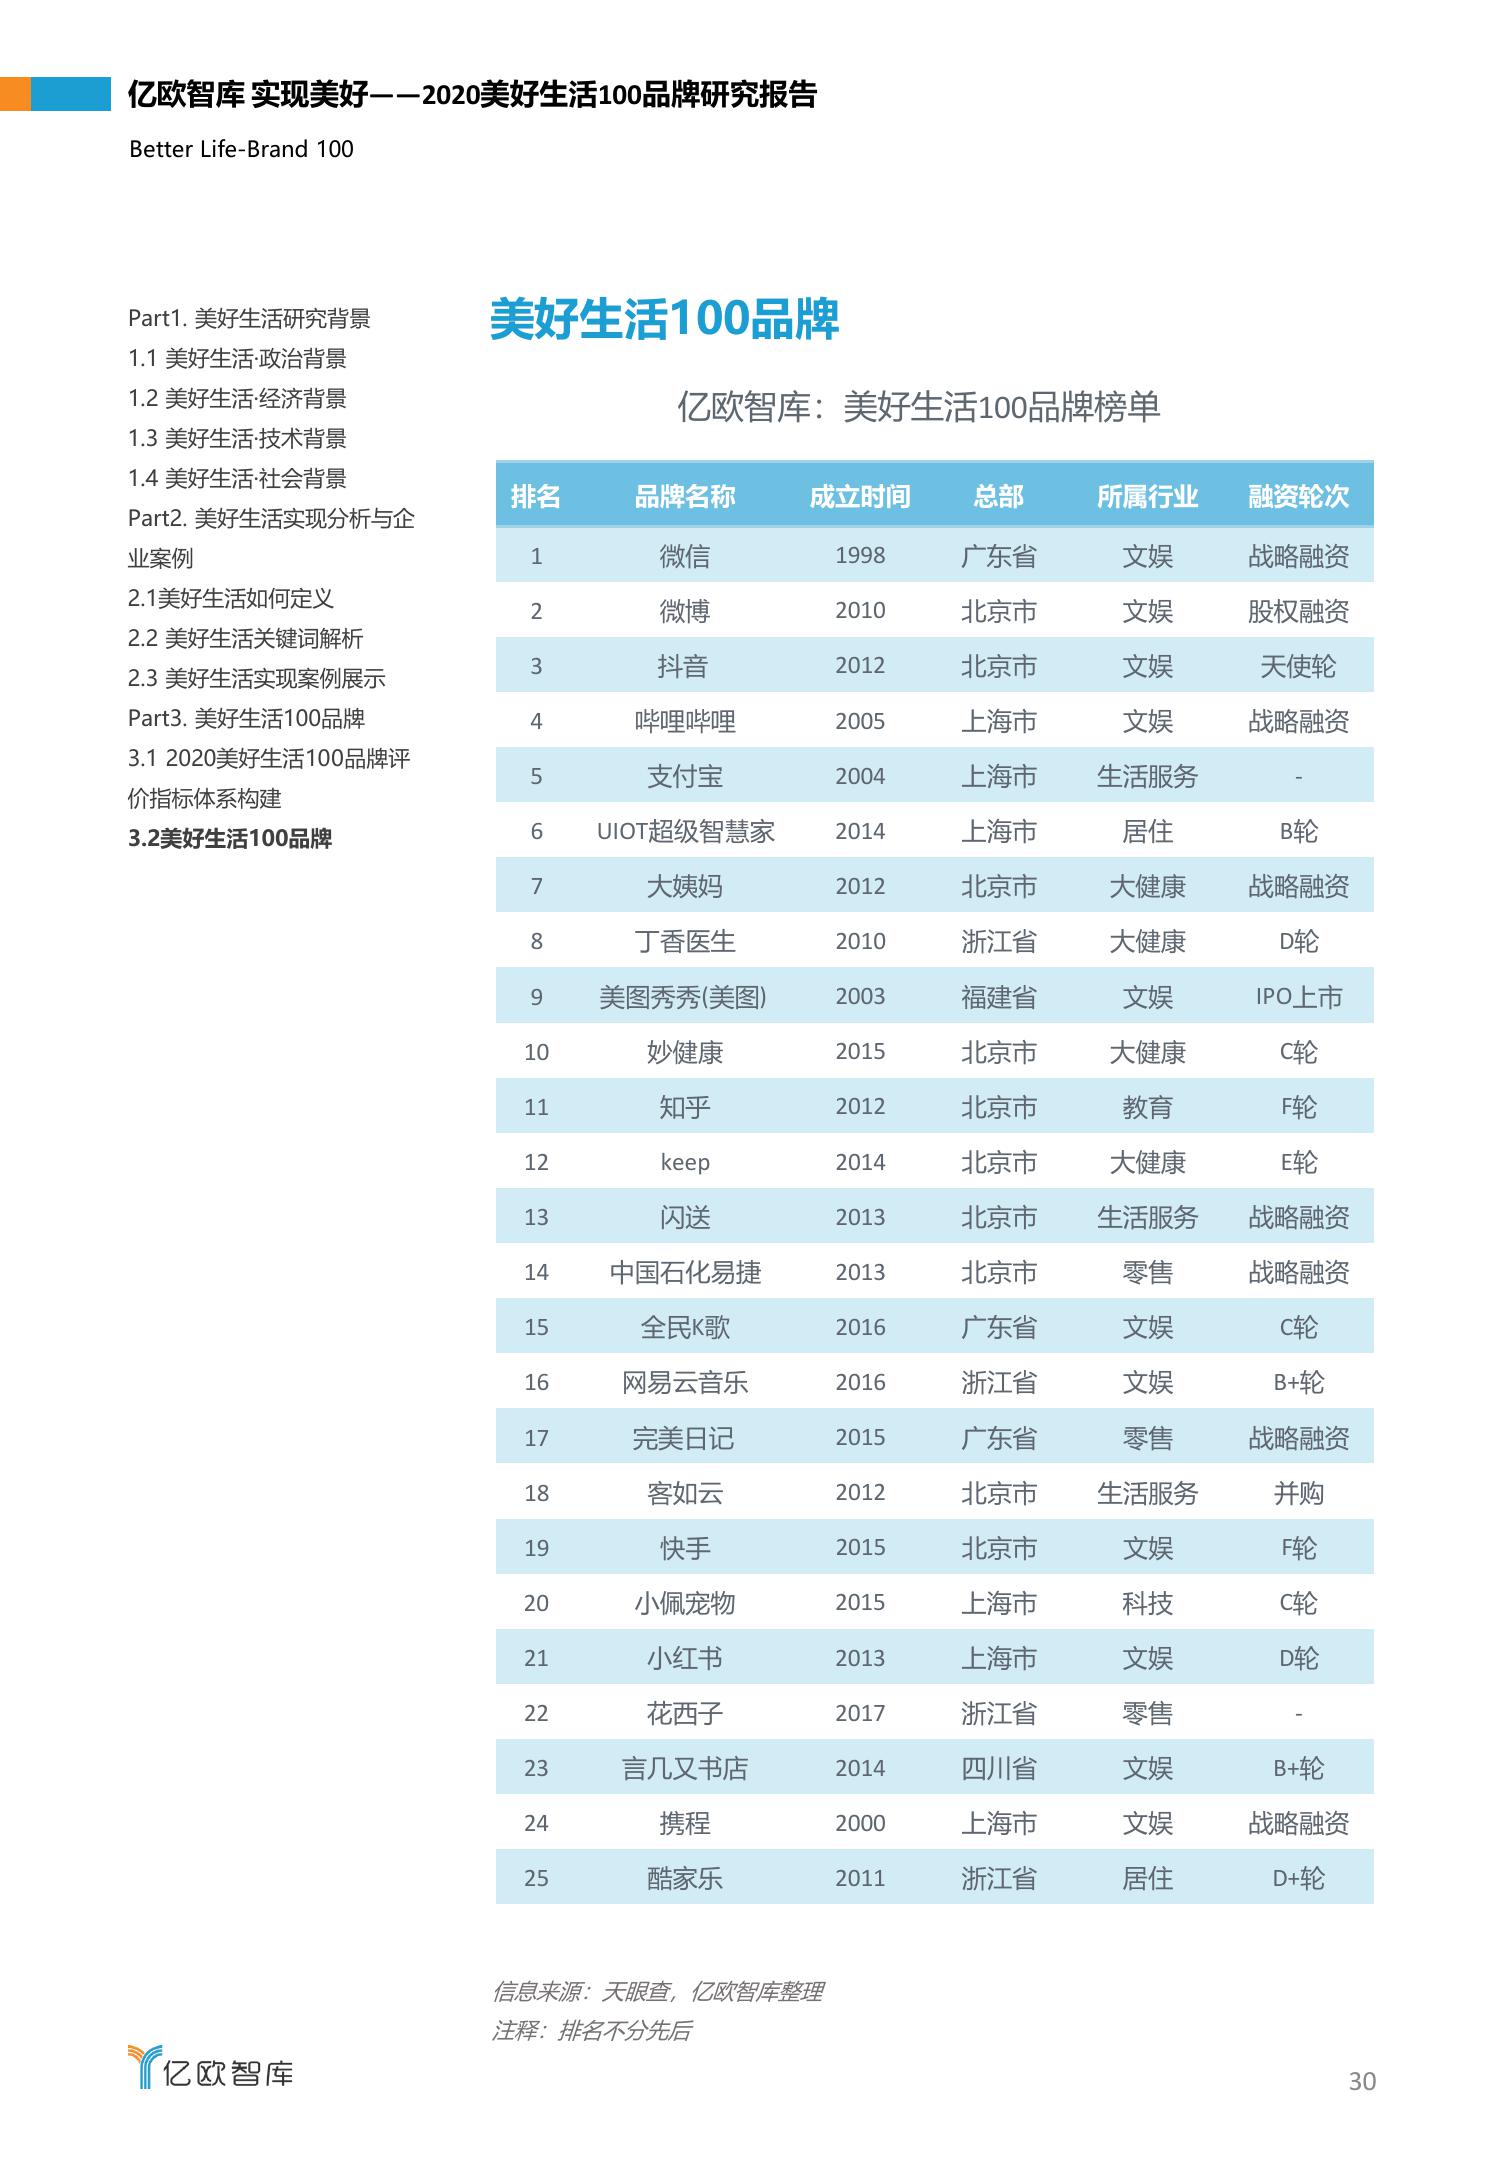 亿欧智库 实现美好——2020美好生活100品牌研究报告
Better Life-Brand 100
Part1. 美好生活研究背景
1.1 美好生活·政治背景
1.2 美好生活·经济背景
1.3 美好生活·技术背景
1.4 美好生活·社会背景
Part2. 美好生活实现分析与企
业案例
2.1美好生活如何定义
2.2 美好生活关键词解析
2.3 美好生活实现案例展示
Part3. 美好生活100品牌
3.1 2020美好生活100品牌评
价指标体系构建
3.2美好生活100品牌
美好生活100品牌
亿欧智库：美好生活100品牌榜单
排名 品牌名称 成立时间 总部 所属行业 融资轮次
1 微信 1998 广东省 文娱 战略融资
2 微博 2010 北京市 文娱 股权融资
3 抖音 2012 北京市 文娱 天使轮
4 哔哩哔哩 2005 上海市 文娱 战略融资
5 支付宝 2004 上海市 生活服务 -
6 UIOT超级智慧家 2014 上海市 居住 B轮
7 大姨妈 2012 北京市 大健康 战略融资
8 丁香医生 2010 浙江省 大健康 D轮
9 美图秀秀(美图) 2003 福建省 文娱 IPO上市
10 妙健康 2015 北京市 大健康 C轮
11 知乎 2012 北京市 教育 F轮
12 keep 2014 北京市 大健康 E轮
13 闪送 2013 北京市 生活服务 战略融资
14 中国石化易捷 2013 北京市 零售 战略融资
15 全民K歌 2016 广东省 文娱 C轮
16 网易云音乐 2016 浙江省 文娱 B+轮
17 完美日记 2015 广东省 零售 战略融资
18 客如云 2012 北京市 生活服务 并购
19 快手 2015 北京市 文娱 F轮
20 小佩宠物 2015 上海市 科技 C轮
21 小红书 2013 上海市 文娱 D轮
22 花西子 2017 浙江省 零售 -
23 言几又书店 2014 四川省 文娱 B+轮
24 携程 2000 上海市 文娱 战略融资
25 酷家乐 2011 浙江省 居住 D+轮
信息来源：天眼查，亿欧智库整理
注释：排名不分先后
亿欧智库
30